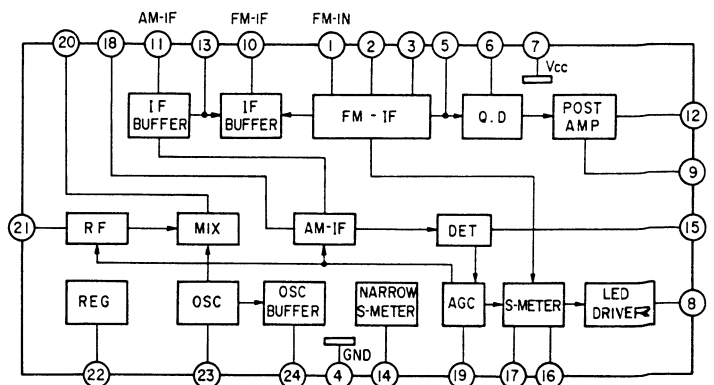 AM-IF FM-IF FM-IN
20 18 11 13 10 1 2 3 5 6 7
Vcc
IF BUFFER
IF BUFFER
FM-IF
Q.D
POST AMP
12
9
21
RF
MIX
AM-IF
DET
15
REG
OSC
OSC BUFFER
NARROW S-METER
AGC
S-METER
LED DRIVER
8
GND
22 23 24 4 14 19 17 16